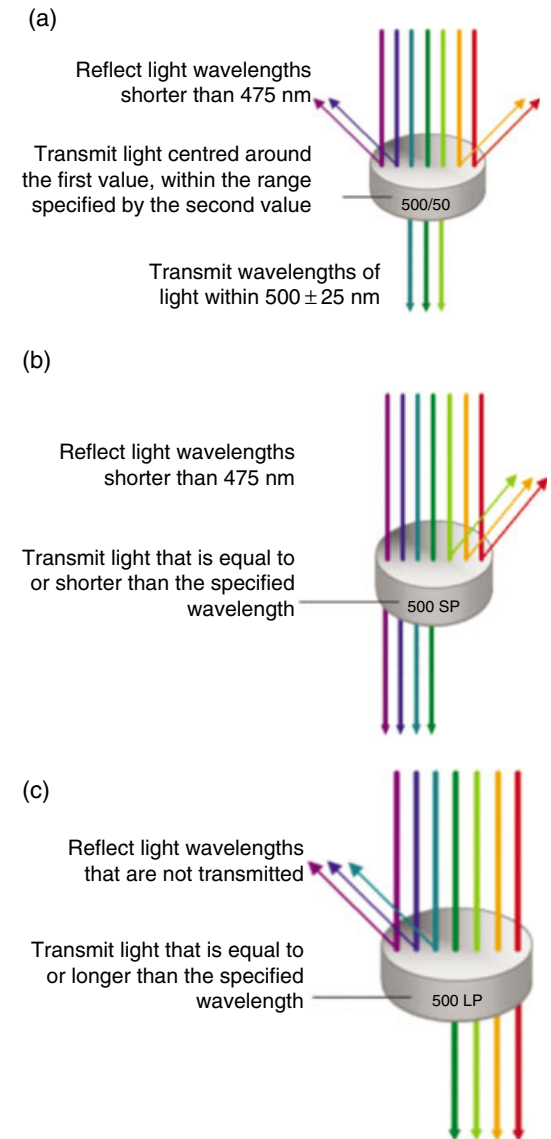 (a)
Reflect light wavelengths
shorter than 475 nm
Transmit light centred around
the first value, within the range
specified by the second value
500/50
Transmit wavelengths of
light within 500 ± 25 nm
(b)
Reflect light wavelengths
shorter than 475 nm
Transmit light that is equal to
or shorter than the specified
wavelength
500 SP
(c)
Reflect light wavelengths
that are not transmitted
Transmit light that is equal to
or longer than the specified
wavelength
500 LP